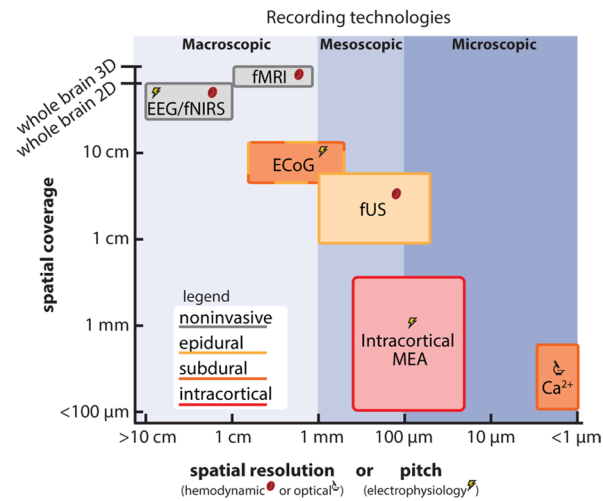 Recording technologies
Macroscopic Mesoscopic Microscopic
whole brain 3D
whole brain 2D
fMRI
EEG/fNIRS
10 cm
ECoG
fUS
1 cm
spatial coverage
legend
noninvasive
epidural
subdural
intracortical
1 mm
Intracortical
MEA
Ca²⁺
<100 µm
>10 cm 1 cm 1 mm 100 µm 10 µm <1 µm
spatial resolution or pitch
(hemodynamic or optical) (electrophysiology)